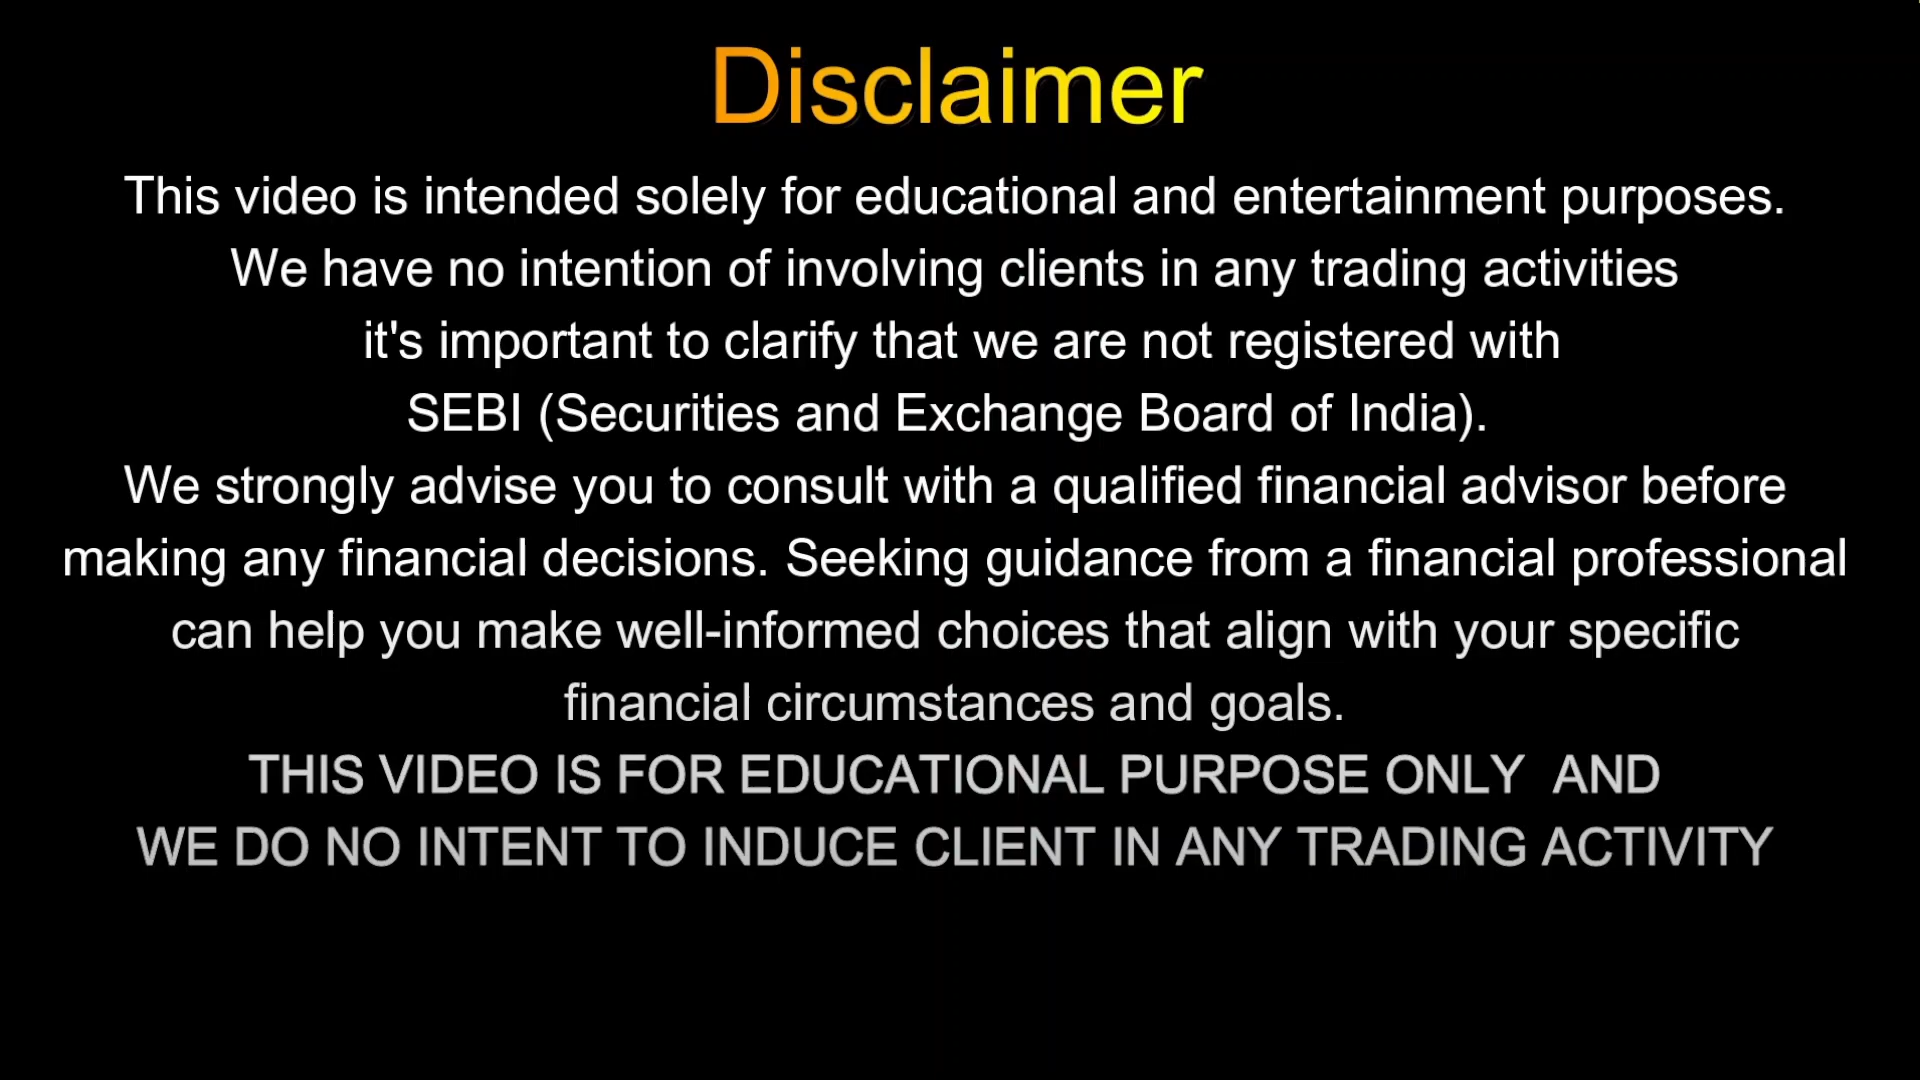 Disclaimer
This video is intended solely for educational and entertainment purposes.
We have no intention of involving clients in any trading activities
it's important to clarify that we are not registered with
SEBI (Securities and Exchange Board of India).
We strongly advise you to consult with a qualified financial advisor before
making any financial decisions. Seeking guidance from a financial professional
can help you make well-informed choices that align with your specific
financial circumstances and goals.
THIS VIDEO IS FOR EDUCATIONAL PURPOSE ONLY  AND
WE DO NO INTENT TO INDUCE CLIENT IN ANY TRADING ACTIVITY